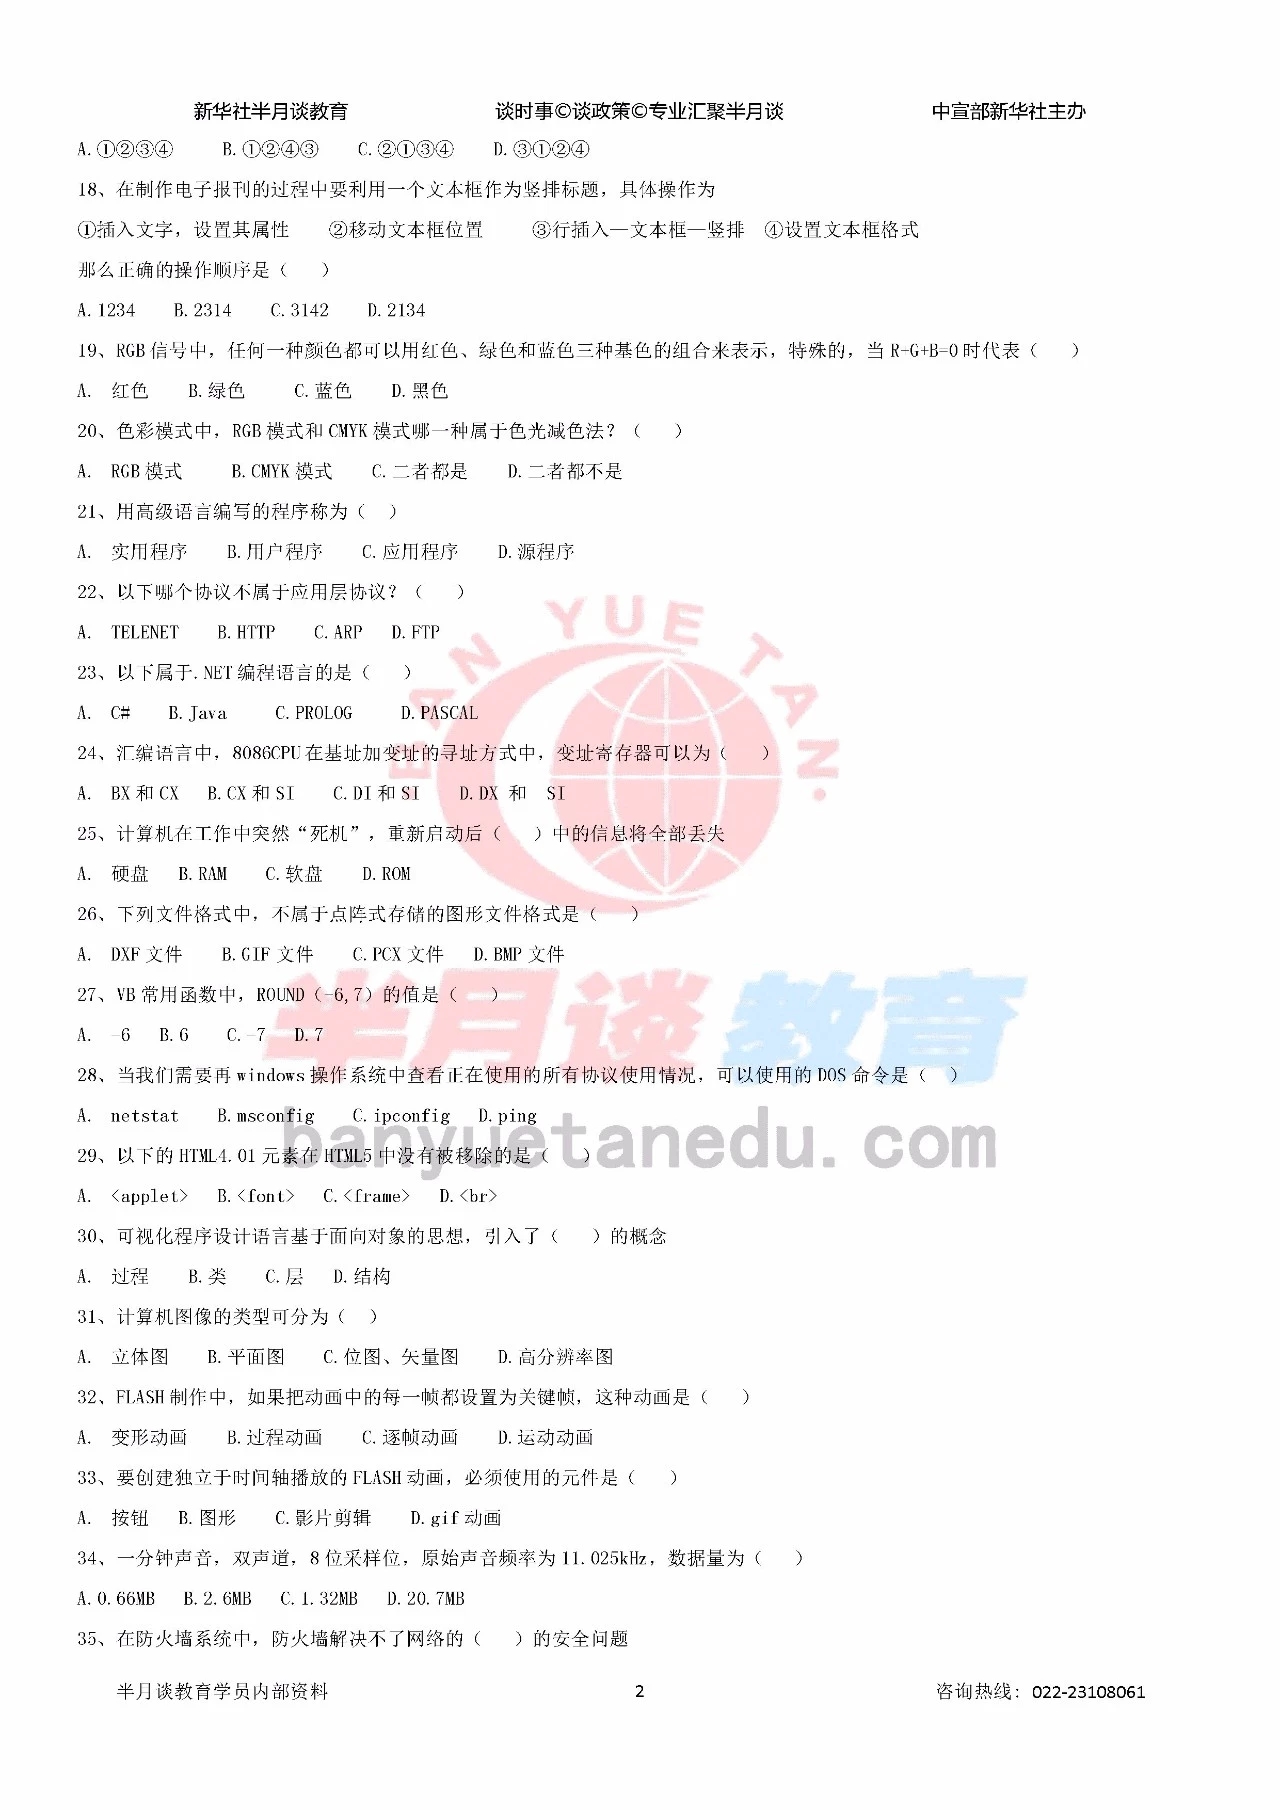 新华社半月谈教育 谈时事©谈政策©专业汇聚半月谈 中宣部新华社主办
A.①②③④ B.①②④③ C.②①③④ D.③①②④
18、在制作电子报刊的过程中要利用一个文本框作为竖排标题，具体操作为
①插入文字，设置其属性 ②移动文本框位置 ③行插入—文本框—竖排 ④设置文本框格式
那么正确的操作顺序是（ ）
A.1234 B.2314 C.3142 D.2134
19、RGB信号中，任何一种颜色都可以用红色、绿色和蓝色三种基色的组合来表示，特殊的，当R+G+B=0时代表（ ）
A. 红色 B.绿色 C.蓝色 D.黑色
20、色彩模式中，RGB模式和CMYK模式哪一种属于色光减色法？（ ）
A. RGB模式 B.CMYK模式 C.二者都是 D.二者都不是
21、用高级语言编写的程序称为（ ）
A. 实用程序 B.用户程序 C.应用程序 D.源程序
22、以下哪个协议不属于应用层协议？（ ）
A. TELENET B.HTTP C.ARP D.FTP
23、以下属于.NET编程语言的是（ ）
A. C# B.Java C.PROLOG D.PASCAL
24、汇编语言中，8086CPU在基址加变址的寻址方式中，变址寄存器可以为（ ）
A. BX和CX B.CX和SI C.DI和SI D.DX 和 SI
25、计算机在工作中突然“死机”，重新启动后（ ）中的信息将全部丢失
A. 硬盘 B.RAM C.软盘 D.ROM
26、下列文件格式中，不属于点阵式存储的图形文件格式是（ ）
A. DXF文件 B.GIF文件 C.PCX文件 D.BMP文件
27、VB常用函数中，ROUND（-6,7）的值是（ ）
A. -6 B.6 C.-7 D.7
28、当我们需要再windows操作系统中查看正在使用的所有协议使用情况，可以使用的DOS命令是（ ）
A. netstat B.msconfig C.ipconfig D.ping
29、以下的HTML4.01元素在HTML5中没有被移除的是（ ）
A. <applet> B.<font> C.<frame> D.<br>
30、可视化程序设计语言基于面向对象的思想，引入了（ ）的概念
A. 过程 B.类 C.层 D.结构
31、计算机图像的类型可分为（ ）
A. 立体图 B.平面图 C.位图、矢量图 D.高分辨率图
32、FLASH制作中，如果把动画中的每一帧都设置为关键帧，这种动画是（ ）
A. 变形动画 B.过程动画 C.逐帧动画 D.运动动画
33、要创建独立于时间轴播放的FLASH动画，必须使用的元件是（ ）
A. 按钮 B.图形 C.影片剪辑 D.gif动画
34、一分钟声音，双声道，8位采样位，原始声音频率为11.025kHz，数据量为（ ）
A.0.66MB B.2.6MB C.1.32MB D.20.7MB
35、在防火墙系统中，防火墙解决不了网络的（ ）的安全问题
BAN YUE TAN
半月谈教育
banyuetanedu.com
半月谈教育学员内部资料 2 咨询热线：022-23108061